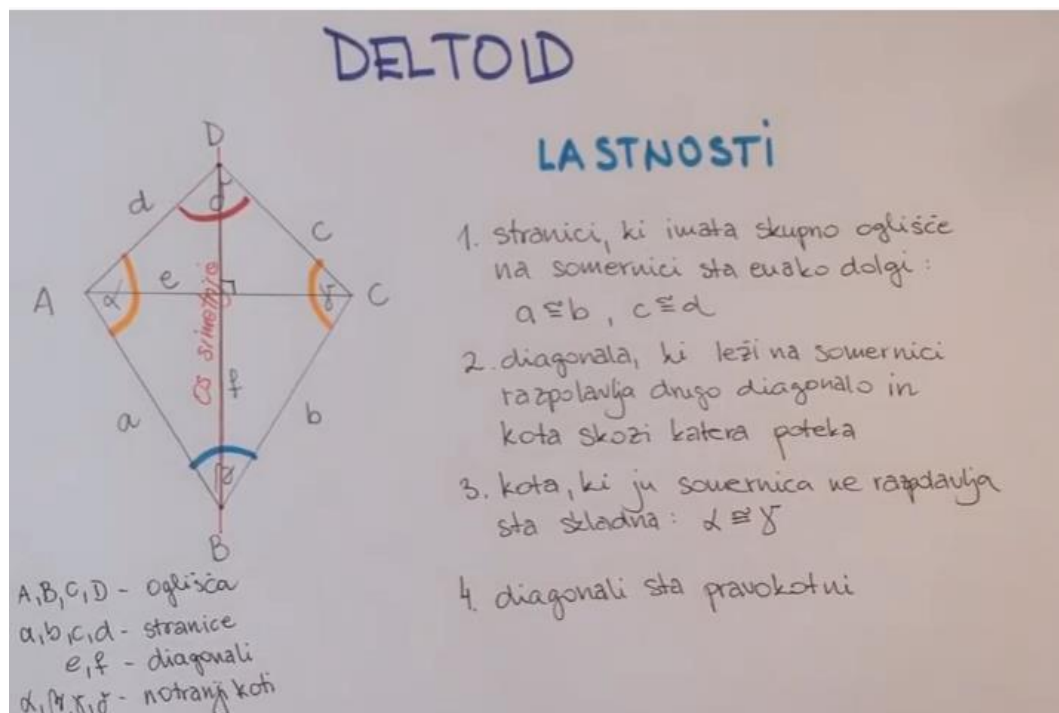 DELTOID
LASTNOSTi
D
d
δ
c
A
α
e
γ
C
os simetrije
f
a
b
β
B
1. stranici, ki imata skupno oglišče
na somernici sta enako dolgi :
a ≅ b , c ≅ d
2. diagonala, ki leži na somernici
razpolavlja drugo diagonalo in
kota skozi katera poteka
3. kota, ki ju somernica ne razpolavlja
sta skladna : α ≅ γ
4. diagonali sta pravokotni
A,B,C,D - oglišča
a,b,c,d - stranice
e,f - diagonali
α,β,γ,δ - notranji koti